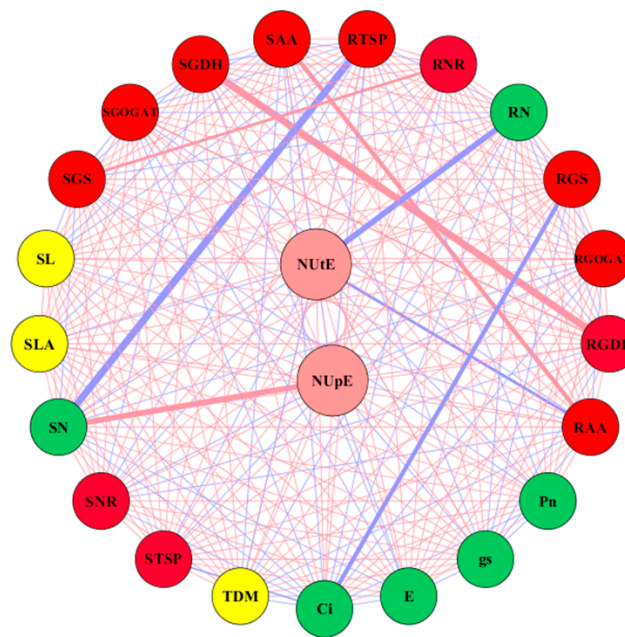 SAA
RTSP
SGDH
RNR
SGOGAT
RN
SGS
RGS
SL
NUtE
RGOGA
SLA
RGDI
NUpE
SN
RAA
SNR
Pn
STSP
gs
TDM
Ci
E